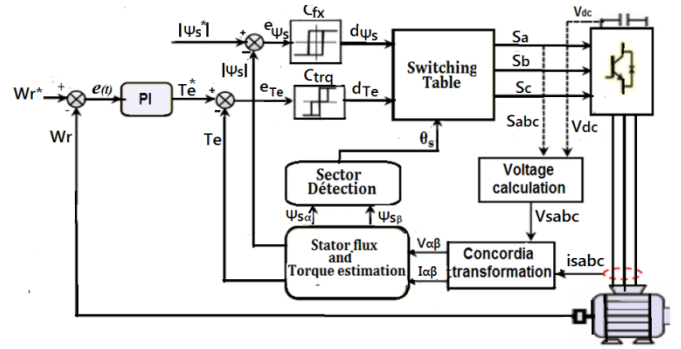 |Ψs*|
+
-
eΨs
Cfx
dΨs
Switching
Table
Sa
Sb
Sc
Vdc
|Ψs|
Ctrq
Wr*
+
-
e(t)
PI
Te*
+
-
eTe
dTe
Wr
Te
θs
Sabc
Vdc
Sector
Détection
Voltage
calculation
Ψsα
Ψsβ
Vsabc
Stator flux
and
Torque estimation
Vαβ
Iαβ
Concordia
transformation
isabc